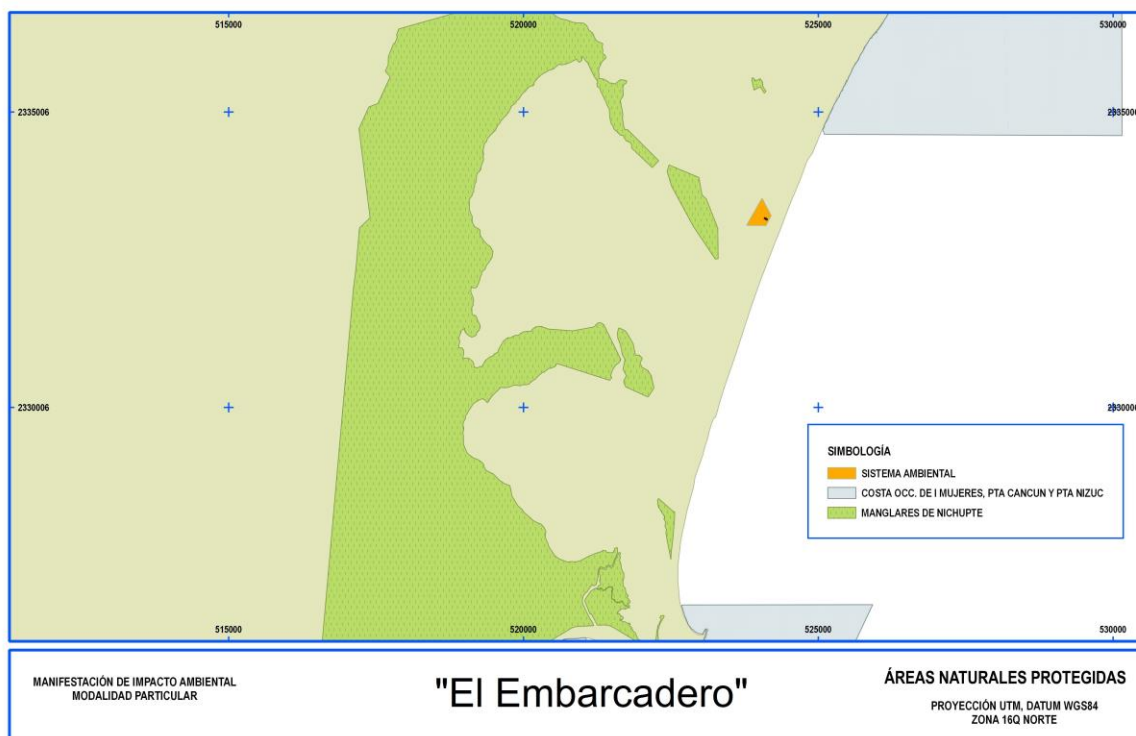 515000 520000 525000 530000
2335006 2335006
2330006 2330006
SIMBOLOGÍA
SISTEMA AMBIENTAL
COSTA OCC. DE I MUJERES, PTA CANCUN Y PTA NIZUC
MANGLARES DE NICHUPTE
515000 520000 525000 530000
MANIFESTACIÓN DE IMPACTO AMBIENTAL
MODALIDAD PARTICULAR
"El Embarcadero"
ÁREAS NATURALES PROTEGIDAS
PROYECCIÓN UTM, DATUM WGS84
ZONA 16Q NORTE